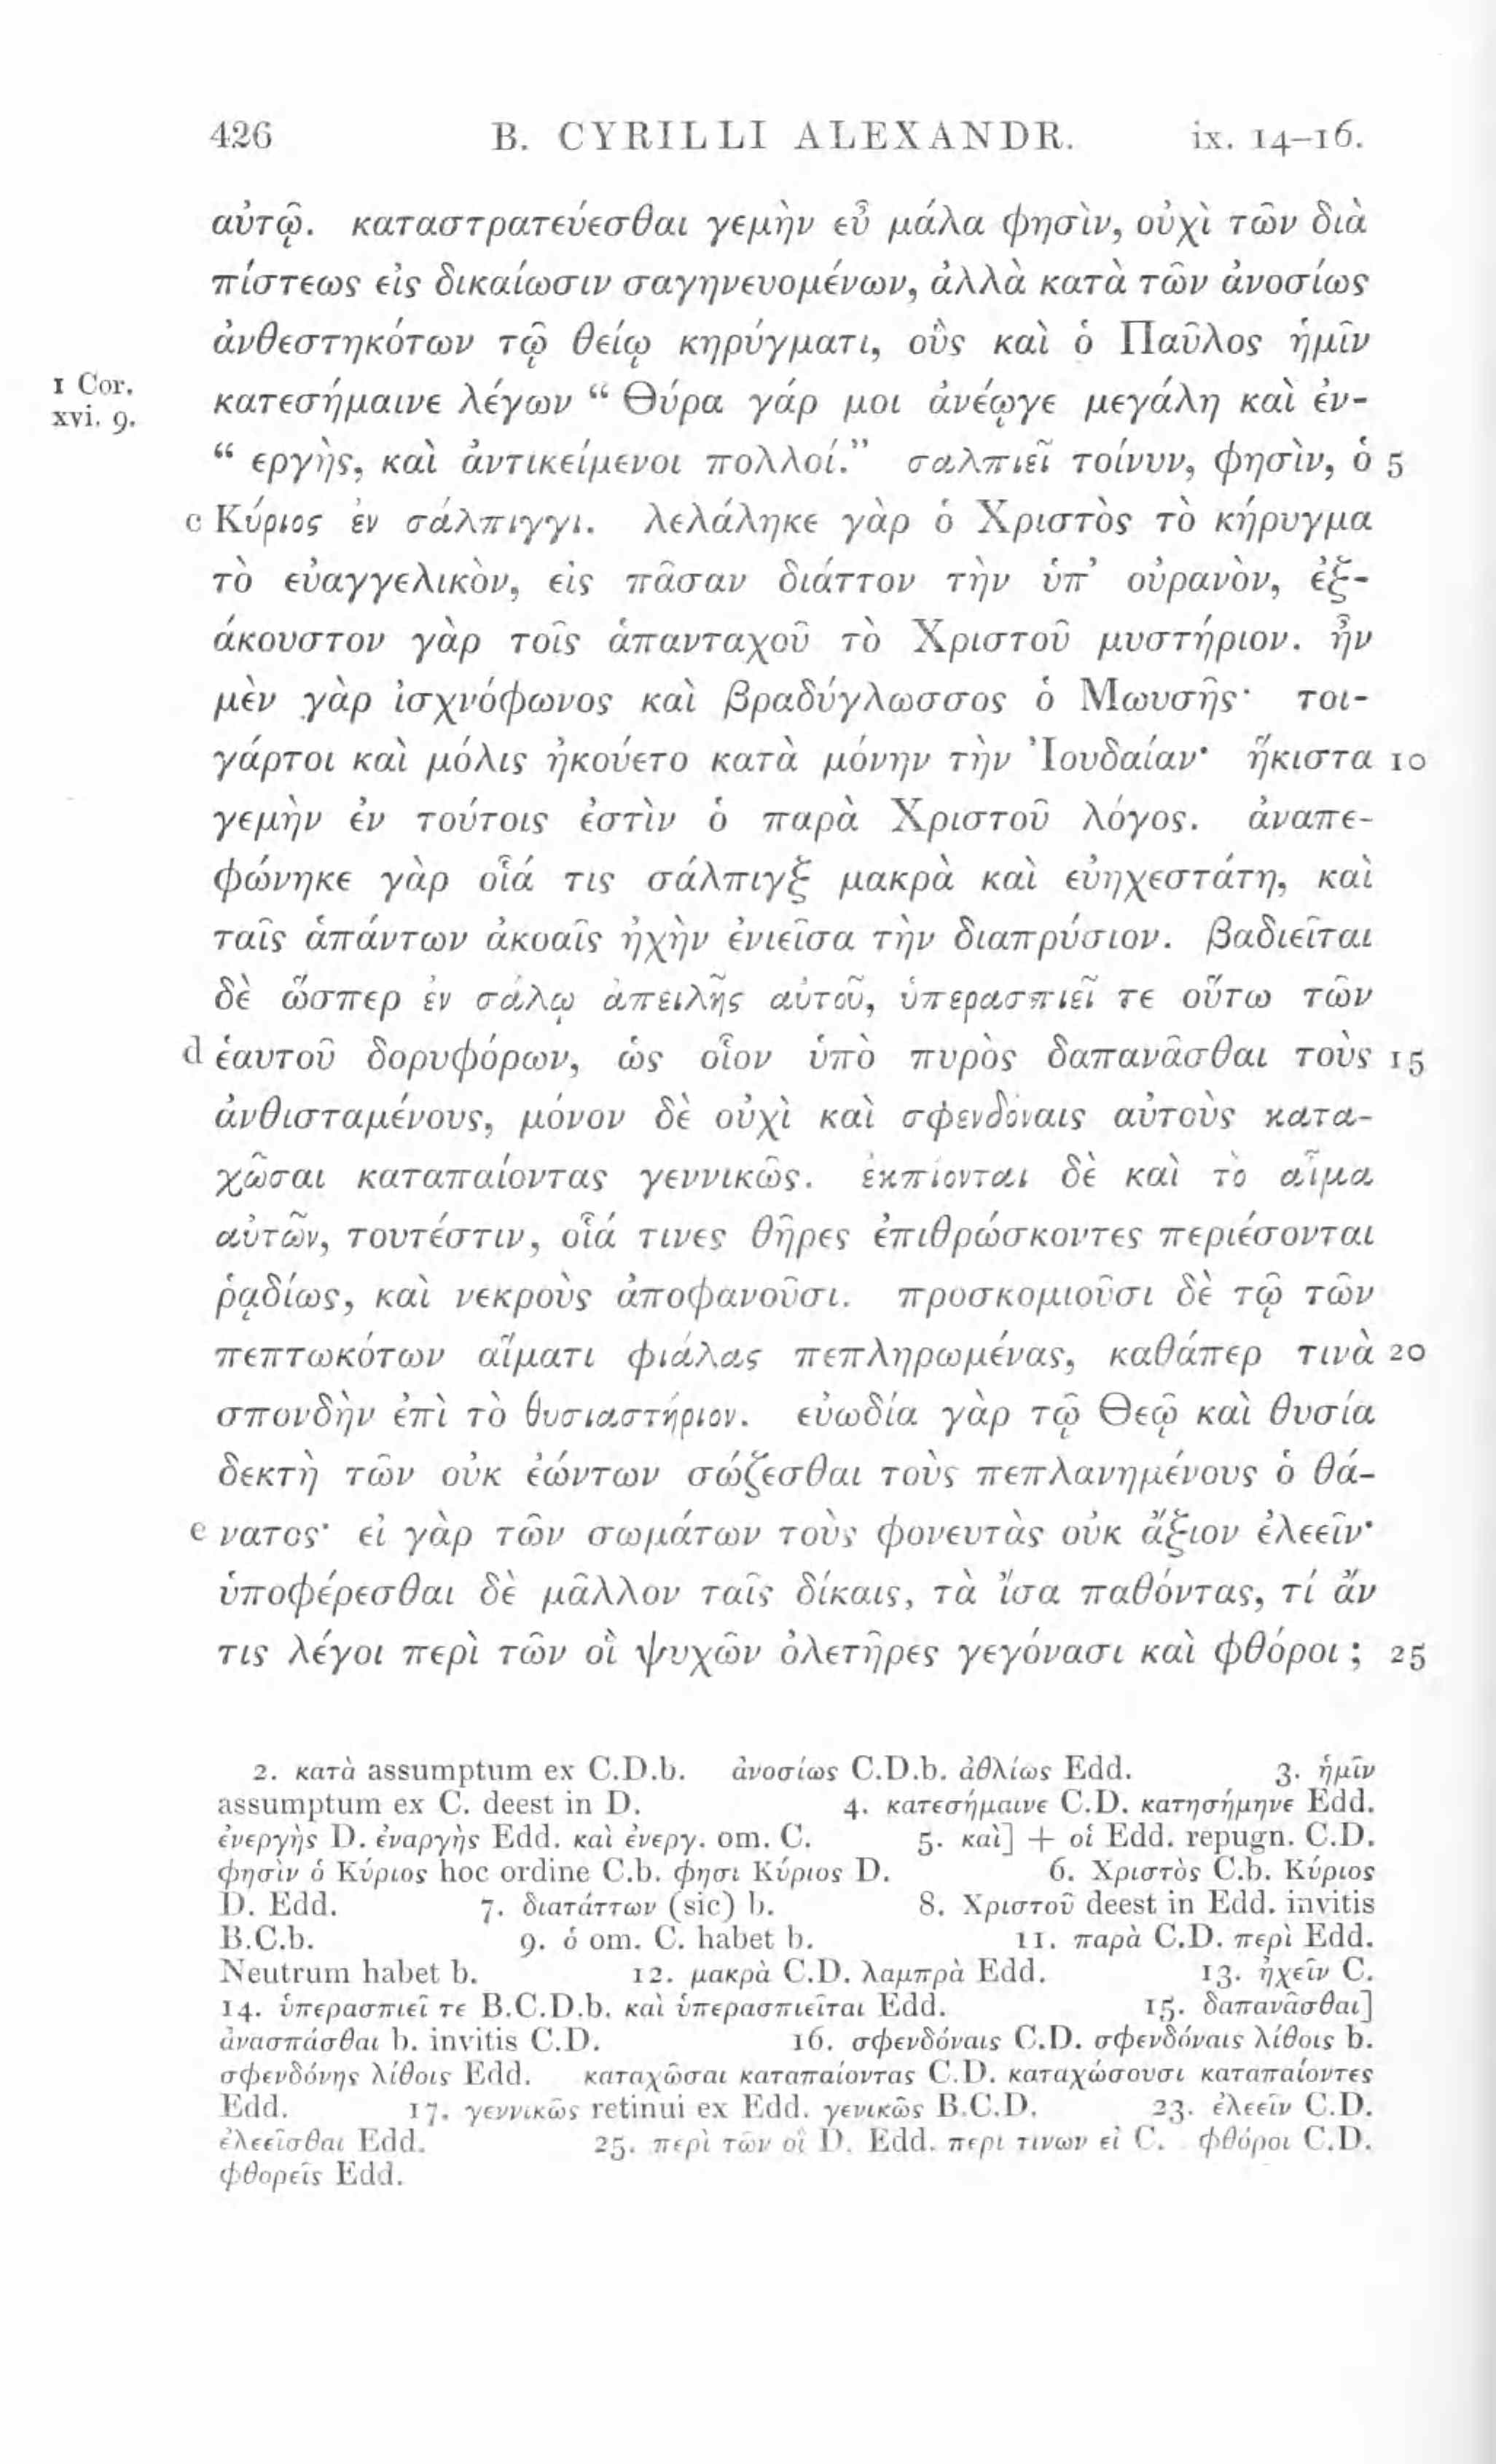 426 B. CYRILLI ALEXANDR. ix. 14–16.
αὐτῷ. καταστρατεύεσθαι γεμὴν εὖ μάλα φησὶν, οὐχὶ τῶν διὰ
πίστεως εἰς δικαίωσιν σαγηνευομένων, ἀλλὰ κατὰ τῶν ἀνοσίως
ἀνθεστηκότων τῷ θείῳ κηρύγματι, οὓς καὶ ὁ Παῦλος ἡμῖν
1 Cor.
xvi. 9.
κατεσήμαινε λέγων “ Θύρα γάρ μοι ἀνέῳγε μεγάλη καὶ ἐν-
“ εργὴς, καὶ ἀντικείμενοι πολλοί.” σαλπιεῖ τοίνυν, φησὶν, ὁ 5
c Κύριος ἐν σάλπιγγι. λελάληκε γὰρ ὁ Χριστὸς τὸ κήρυγμα
τὸ εὐαγγελικὸν, εἰς πᾶσαν διάττον τὴν ὑπ’ οὐρανὸν, ἐξ-
άκουστον γὰρ τοῖς ἁπανταχοῦ τὸ Χριστοῦ μυστήριον. ἦν
μὲν γὰρ ἰσχνόφωνος καὶ βραδύγλωσσος ὁ Μωυσῆς· τοι-
γάρτοι καὶ μόλις ἠκούετο κατὰ μόνην τὴν Ἰουδαίαν· ἥκιστα 10
γεμὴν ἐν τούτοις ἐστὶν ὁ παρὰ Χριστοῦ λόγος. ἀναπε-
φώνηκε γὰρ οἷά τις σάλπιγξ μακρὰ καὶ εὐηχεστάτη, καὶ
ταῖς ἁπάντων ἀκοαῖς ἠχὴν ἐνιεῖσα τὴν διαπρύσιον. βαδιεῖται
δὲ ὥσπερ ἐν σάλῳ ἀπειλῆς αὐτοῦ, ὑπερασπιεῖ τε οὕτω τῶν
d ἑαυτοῦ δορυφόρων, ὡς οἷον ὑπὸ πυρὸς δαπανᾶσθαι τοὺς 15
ἀνθισταμένους, μόνον δὲ οὐχὶ καὶ σφενδόναις αὐτοὺς κατα-
χῶσαι καταπαίοντας γεννικῶς. ἐκπίονται δὲ καὶ τὸ αἷμα
αὐτῶν, τουτέστιν, οἷά τινες θῆρες ἐπιθρώσκοντες περιέσονται
ῥᾳδίως, καὶ νεκροὺς ἀποφανοῦσι. προσκομιοῦσι δὲ τῷ τῶν
πεπτωκότων αἵματι φιάλας πεπληρωμένας, καθάπερ τινὰ 20
σπονδὴν ἐπὶ τὸ θυσιαστήριον. εὐωδία γὰρ τῷ Θεῷ καὶ θυσία
δεκτὴ τῶν οὐκ ἐώντων σώζεσθαι τοὺς πεπλανημένους ὁ θά-
e νατος· εἰ γὰρ τῶν σωμάτων τοὺς φονευτὰς οὐκ ἄξιον ἐλεεῖν·
ὑποφέρεσθαι δὲ μᾶλλον ταῖς δίκαις, τὰ ἴσα παθόντας, τί ἄν
τις λέγοι περὶ τῶν οἳ ψυχῶν ὀλετῆρες γεγόνασι καὶ φθόροι ; 25
2. κατὰ assumptum ex C.D.b. ἀνοσίως C.D.b. ἀθλίως Edd. 3. ἡμῖν
assumptum ex C. deest in D. 4. κατεσήμαινε C.D. κατησήμηνε Edd.
ἐνεργὴς D. ἐναργὴς Edd. καὶ ἐνεργ. om. C. 5. καὶ] + οἱ Edd. repugn. C.D.
φησὶν ὁ Κύριος hoc ordine C.b. φησι Κύριος D. 6. Χριστὸς C.b. Κύριος
D. Edd. 7. διατάττων (sic) b. 8. Χριστοῦ deest in Edd. invitis
B.C.b. 9. ὁ om. C. habet b. 11. παρὰ C.D. περὶ Edd.
Neutrum habet b. 12. μακρὰ C.D. λαμπρὰ Edd. 13. ἠχεῖν C.
14. ὑπερασπιεῖ τε B.C.D.b. καὶ ὑπερασπιεῖται Edd. 15. δαπανᾶσθαι]
ἀνασπάσθαι b. invitis C.D. 16. σφενδόναις C.D. σφενδόναις λίθοις b.
σφενδόνης λίθοις Edd. καταχῶσαι καταπαίοντας C.D. καταχώσουσι καταπαίοντες
Edd. 17. γεννικῶς retinui ex Edd. γενικῶς B.C.D. 23. ἐλεεῖν C.D.
ἐλεεῖσθαι Edd. 25. περὶ τῶν οἳ D. Edd. περι τινων εἰ C. φθόροι C.D.
φθορεῖς Edd.